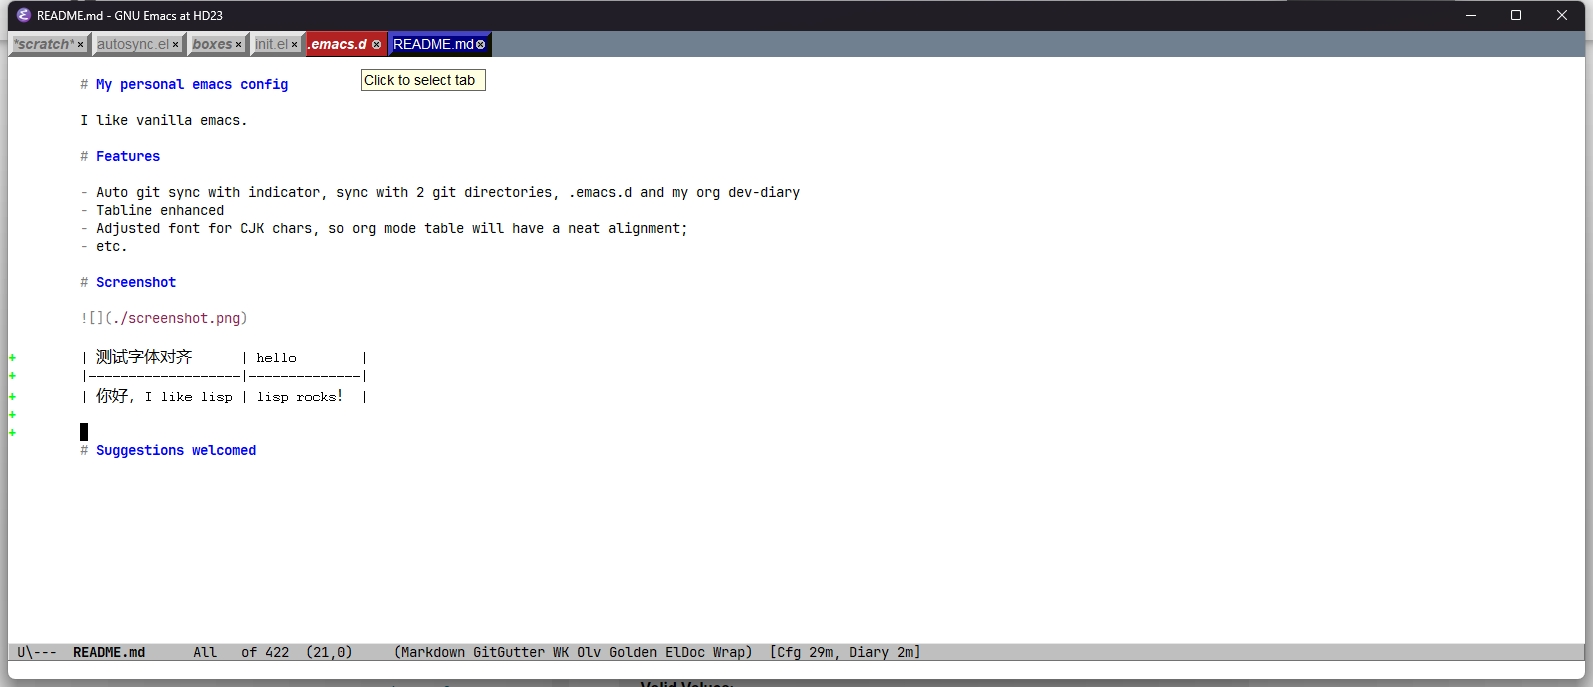 README.md - GNU Emacs at HD23
*scratch* × autosync.el × boxes × init.el × .emacs.d README.md
Click to select tab
# My personal emacs config
I like vanilla emacs.
# Features
- Auto git sync with indicator, sync with 2 git directories, .emacs.d and my org dev-diary
- Tabline enhanced
- Adjusted font for CJK chars, so org mode table will have a neat alignment;
- etc.
# Screenshot
![](./screenshot.png)
+ | 测试字体对齐 | hello |
+ |-------------------|--------------|
+ | 你好，I like lisp | lisp rocks! |
+
+
# Suggestions welcomed
U\--- README.md All of 422 (21,0) (Markdown GitGutter WK Olv Golden ElDoc Wrap) [Cfg 29m, Diary 2m]
Valid Values: